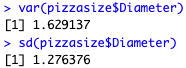 > var(pizzasize$Diameter)
[1] 1.629137
> sd(pizzasize$Diameter)
[1] 1.276376